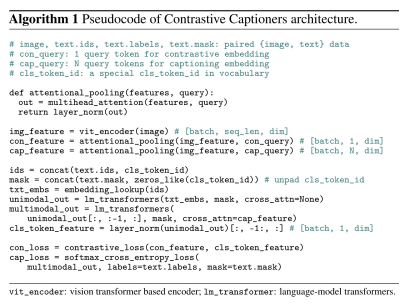 Algorithm 1 Pseudocode of Contrastive Captioners architecture.
# image, text.ids, text.labels, text.mask: paired {image, text} data
# con_query: 1 query token for contrastive embedding
# cap_query: N query tokens for captioning embedding
# cls_token_id: a special cls_token_id in vocabulary
def attentional_pooling(features, query):
  out = multihead_attention(features, query)
  return layer_norm(out)
img_feature = vit_encoder(image) # [batch, seq_len, dim]
con_feature = attentional_pooling(img_feature, con_query) # [batch, 1, dim]
cap_feature = attentional_pooling(img_feature, cap_query) # [batch, N, dim]
ids = concat(text.ids, cls_token_id)
mask = concat(text.mask, zeros_like(cls_token_id)) # unpad cls_token_id
txt_embs = embedding_lookup(ids)
unimodal_out = lm_transformers(txt_embs, mask, cross_attn=None)
multimodal_out = lm_transformers(
    unimodal_out[:, :-1, :], mask, cross_attn=cap_feature)
cls_token_feature = layer_norm(unimodal_out)[:, -1:, :] # [batch, 1, dim]
con_loss = contrastive_loss(con_feature, cls_token_feature)
cap_loss = softmax_cross_entropy_loss(
    multimodal_out, labels=text.labels, mask=text.mask)
vit_encoder: vision transformer based encoder; lm_transformer: language-model transformers.